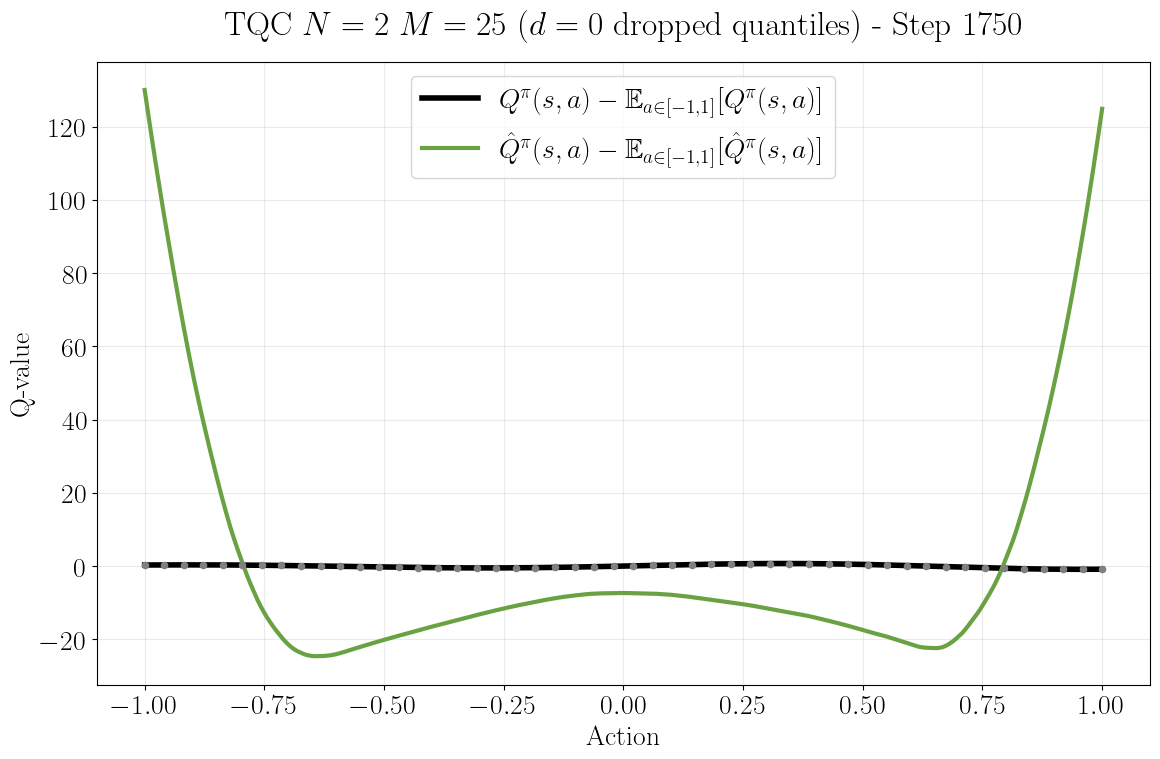 TQC N = 2 M = 25 (d = 0 dropped quantiles) - Step 1750
Q^π(s, a) − 𝔼_{a∈[−1,1]}[Q^π(s, a)]
Q̂^π(s, a) − 𝔼_{a∈[−1,1]}[Q̂^π(s, a)]
120
100
80
60
40
20
0
−20
Q-value
−1.00 −0.75 −0.50 −0.25 0.00 0.25 0.50 0.75 1.00
Action